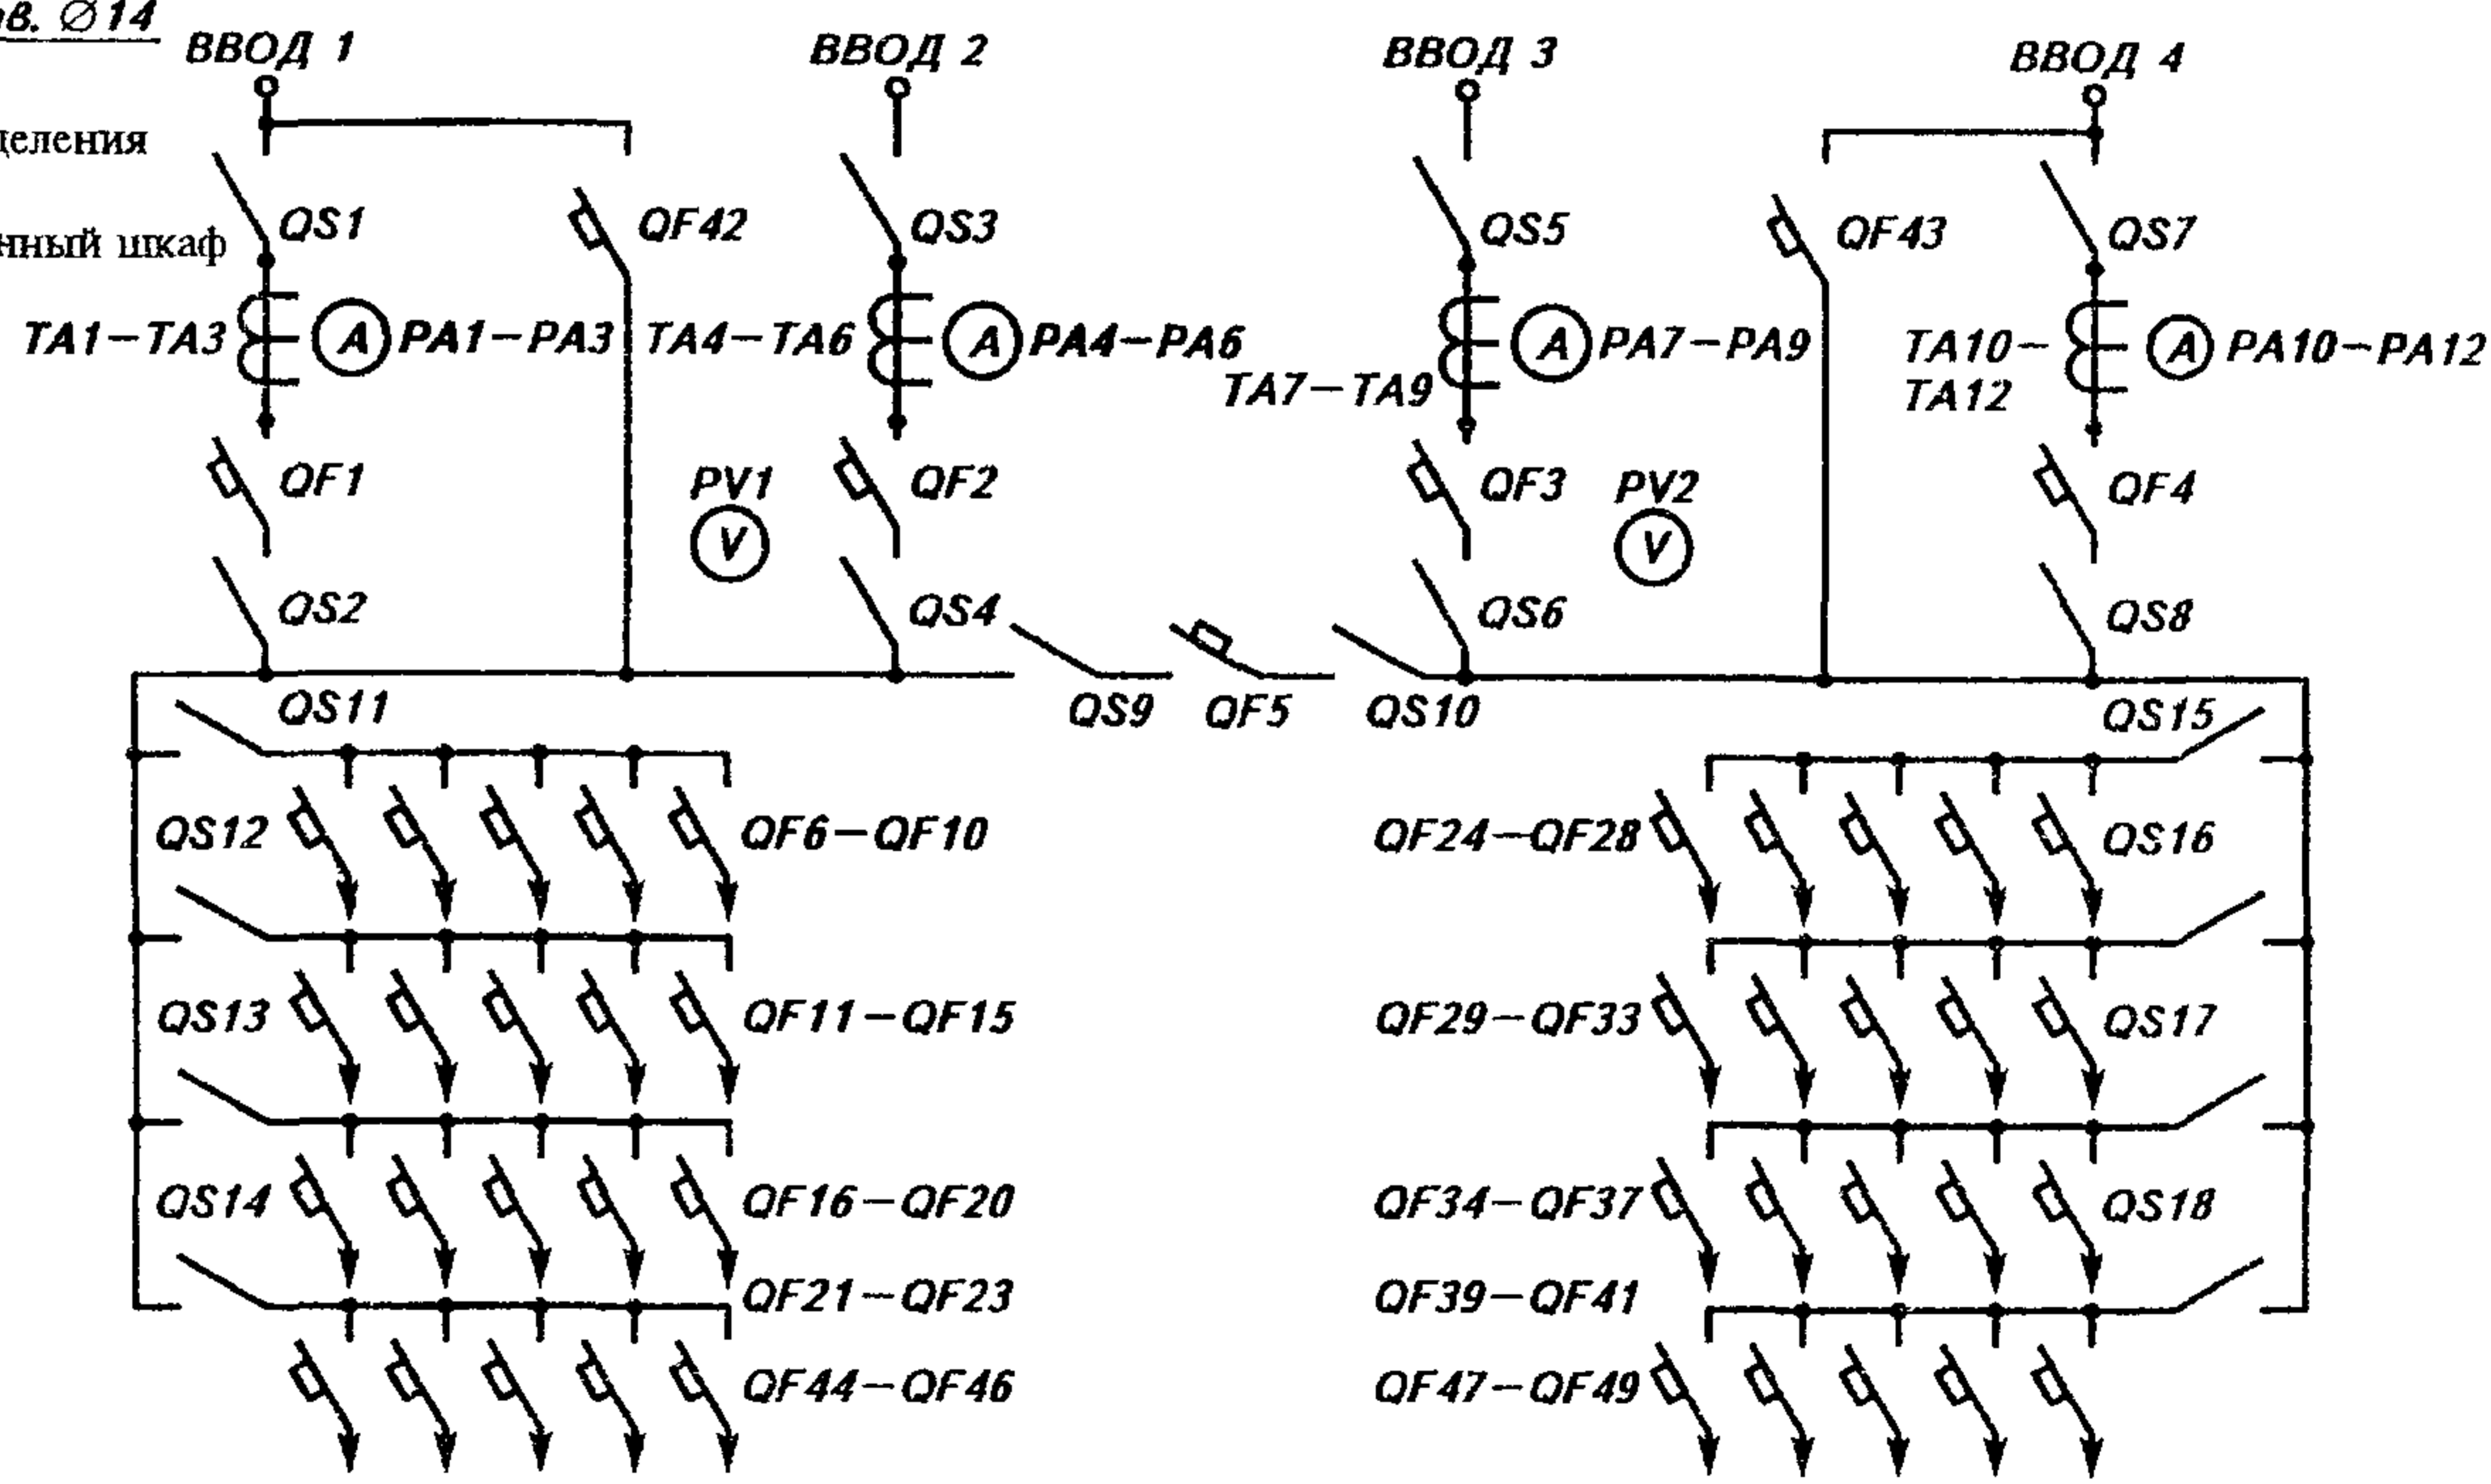 ∅14
ВВОД 1
ВВОД 2
ВВОД 3
ВВОД 4
шкаф
QS1
QF42
QS3
QS5
QF43
QS7
TA1–TA3
A
PA1–PA3
TA4–TA6
A
PA4–PA6
TA7–TA9
A
PA7–PA9
TA10–
TA12
A
PA10–PA12
QF1
PV1
V
QF2
QF3
PV2
V
QF4
QS2
QS4
QS6
QS8
QS9
QF5
QS10
QS11
QS15
QS12
QF6–QF10
QF24–QF28
QS16
QS13
QF11–QF15
QF29–QF33
QS17
QS14
QF16–QF20
QF34–QF37
QS18
QF21–QF23
QF39–QF41
QF44–QF46
QF47–QF49